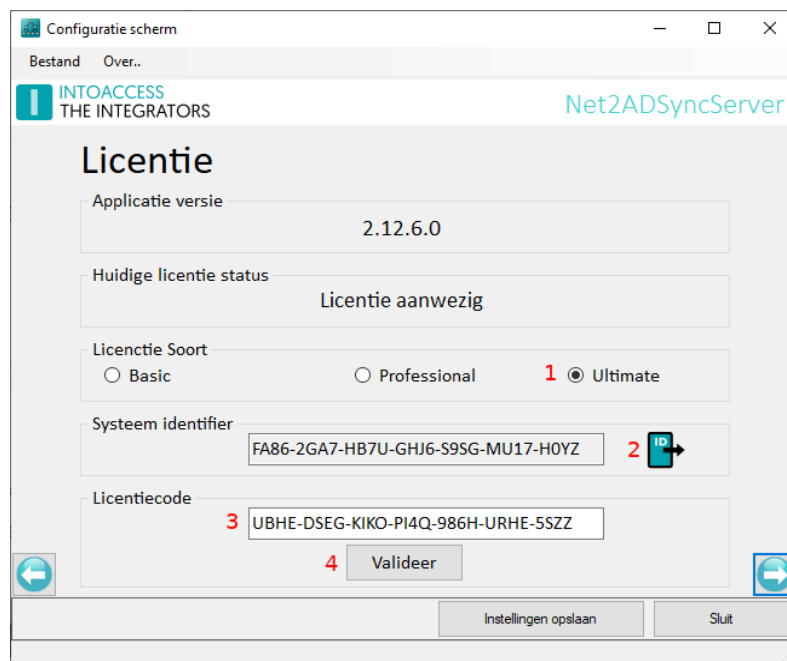 Configuratie scherm
Bestand Over..
INTOACCESS
THE INTEGRATORS
Net2ADSyncServer
Licentie
Applicatie versie
2.12.6.0
Huidige licentie status
Licentie aanwezig
Licenctie Soort
Basic Professional 1 Ultimate
Systeem identifier
FA86-2GA7-HB7U-GHJ6-S9SG-MU17-H0YZ 2 ID
Licentiecode
3 UBHE-DSEG-KIKO-PI4Q-986H-URHE-5SZZ
4 Valideer
Instellingen opslaan Sluit